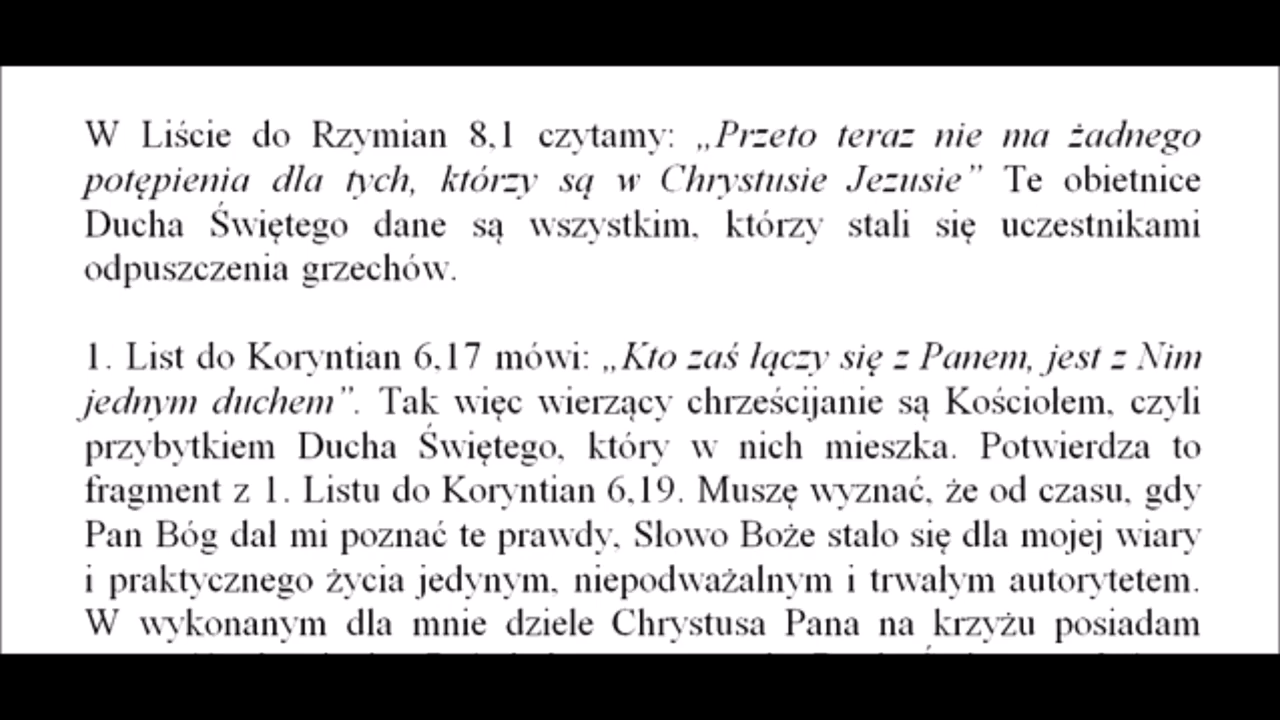 W Liście do Rzymian 8,1 czytamy: „Przeto teraz nie ma żadnego
potępienia dla tych, którzy są w Chrystusie Jezusie” Te obietnice
Ducha Świętego dane są wszystkim, którzy stali się uczestnikami
odpuszczenia grzechów.
1. List do Koryntian 6,17 mówi: „Kto zaś łączy się z Panem, jest z Nim
jednym duchem”. Tak więc wierzący chrześcijanie są Kościołem, czyli
przybytkiem Ducha Świętego, który w nich mieszka. Potwierdza to
fragment z 1. Listu do Koryntian 6,19. Muszę wyznać, że od czasu, gdy
Pan Bóg dał mi poznać te prawdy, Słowo Boże stało się dla mojej wiary
i praktycznego życia jedynym, niepodważalnym i trwałym autorytetem.
W wykonanym dla mnie dziele Chrystusa Pana na krzyżu posiadam